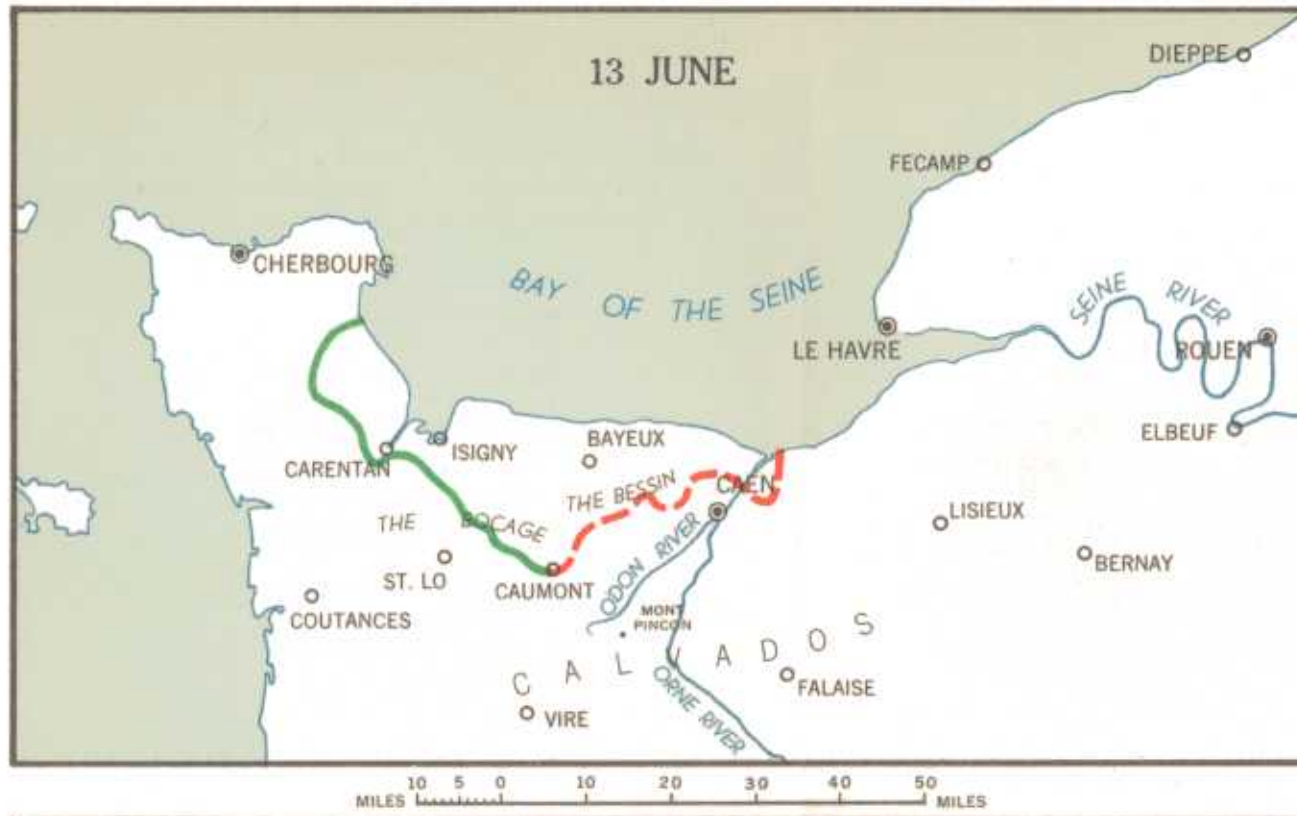 13 JUNE
DIEPPE
FECAMP
CHERBOURG
BAY OF THE SEINE
SEINE RIVER
LE HAVRE
ROUEN
ELBEUF
BAYEUX
ISIGNY
CARENTAN
THE BESSIN
CAEN
THE BOCAGE
LISIEUX
ST. LO
CAUMONT
ODON RIVER
BERNAY
COUTANCES
MONT
PINCON
CALVADOS
FALAISE
ORNE RIVER
VIRE
10 5 0 10 20 30 40 50
MILES MILES